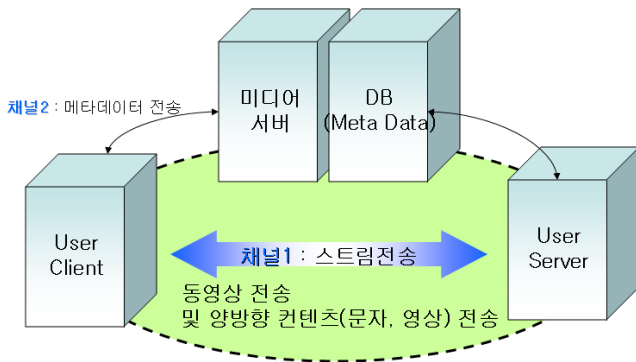 미디어
서버
DB
(Meta Data)
채널2 : 메타데이터 전송
User
Client
User
Server
채널1 : 스트림전송
동영상 전송
및 양방향 컨텐츠(문자, 영상) 전송